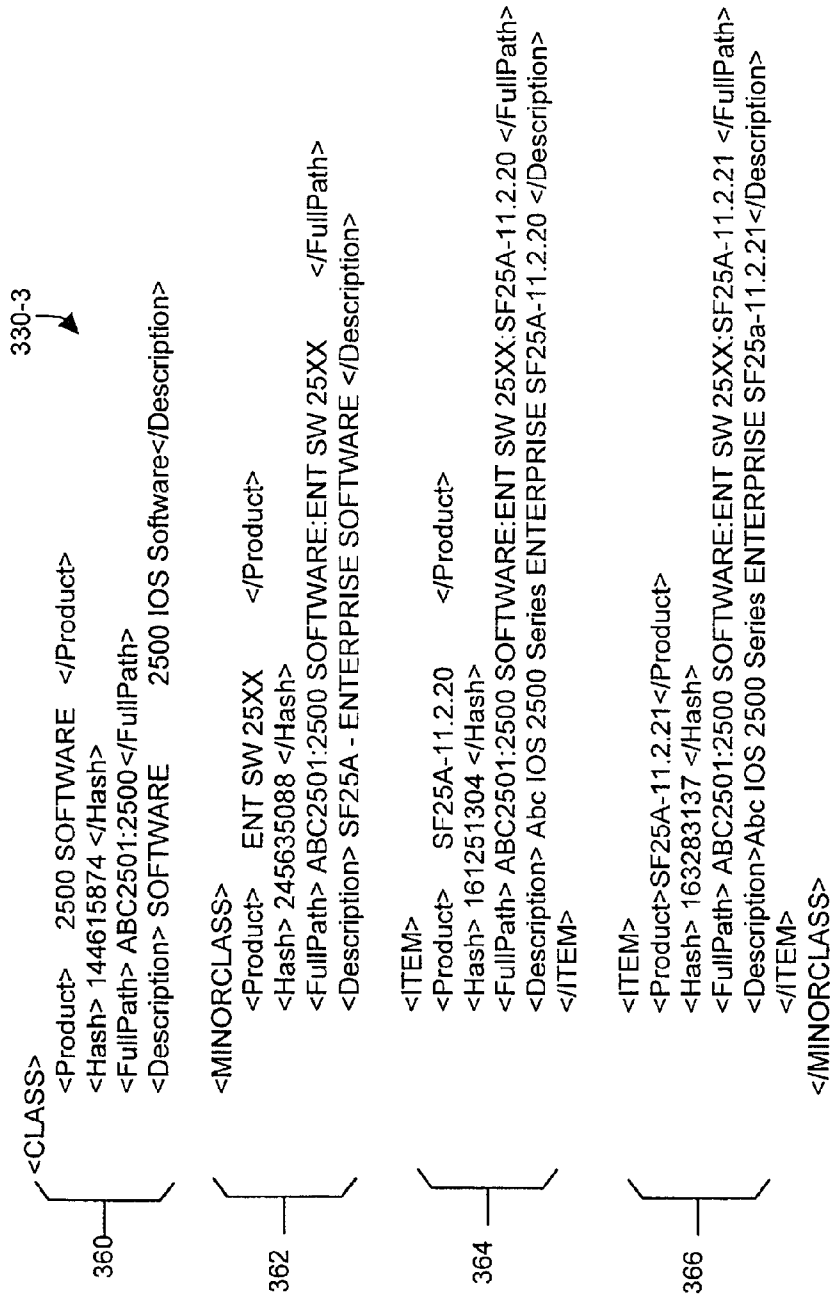 330-3
<CLASS>
<Product> 2500 SOFTWARE </Product>
<Hash> 144615874 </Hash>
<FullPath> ABC2501:2500 </FullPath>
<Description> SOFTWARE 2500 IOS Software</Description>
360
<MINORCLASS>
<Product> ENT SW 25XX </Product>
<Hash> 245635088 </Hash>
<FullPath> ABC2501:2500 SOFTWARE:ENT SW 25XX </FullPath>
<Description> SF25A - ENTERPRISE SOFTWARE </Description>
362
<ITEM>
<Product> SF25A-11.2.20 </Product>
<Hash> 161251304 </Hash>
<FullPath> ABC2501:2500 SOFTWARE:ENT SW 25XX:SF25A-11.2.20 </FullPath>
<Description> Abc IOS 2500 Series ENTERPRISE SF25A-11.2.20 </Description>
</ITEM>
364
<ITEM>
<Product>SF25A-11.2.21</Product>
<Hash> 163283137 </Hash>
<FullPath> ABC2501:2500 SOFTWARE:ENT SW 25XX:SF25A-11.2.21 </FullPath>
<Description>Abc IOS 2500 Series ENTERPRISE SF25a-11.2.21</Description>
</ITEM>
366
</MINORCLASS>